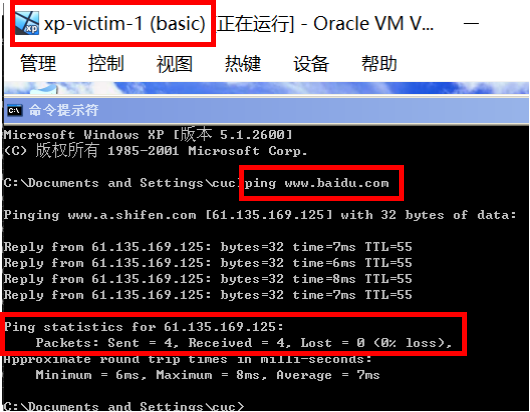 xp-victim-1 (basic) [正在运行] - Oracle VM V...
管理 控制 视图 热键 设备 帮助
命令提示符
Microsoft Windows XP [版本 5.1.2600]
(C) 版权所有 1985-2001 Microsoft Corp.
C:\Documents and Settings\cuc>ping www.baidu.com
Pinging www.a.shifen.com [61.135.169.125] with 32 bytes of data:
Reply from 61.135.169.125: bytes=32 time=7ms TTL=55
Reply from 61.135.169.125: bytes=32 time=6ms TTL=55
Reply from 61.135.169.125: bytes=32 time=8ms TTL=55
Reply from 61.135.169.125: bytes=32 time=7ms TTL=55
Ping statistics for 61.135.169.125:
Packets: Sent = 4, Received = 4, Lost = 0 (0% loss),
Approximate round trip times in milli-seconds:
Minimum = 6ms, Maximum = 8ms, Average = 7ms
C:\Documents and Settings\cuc>